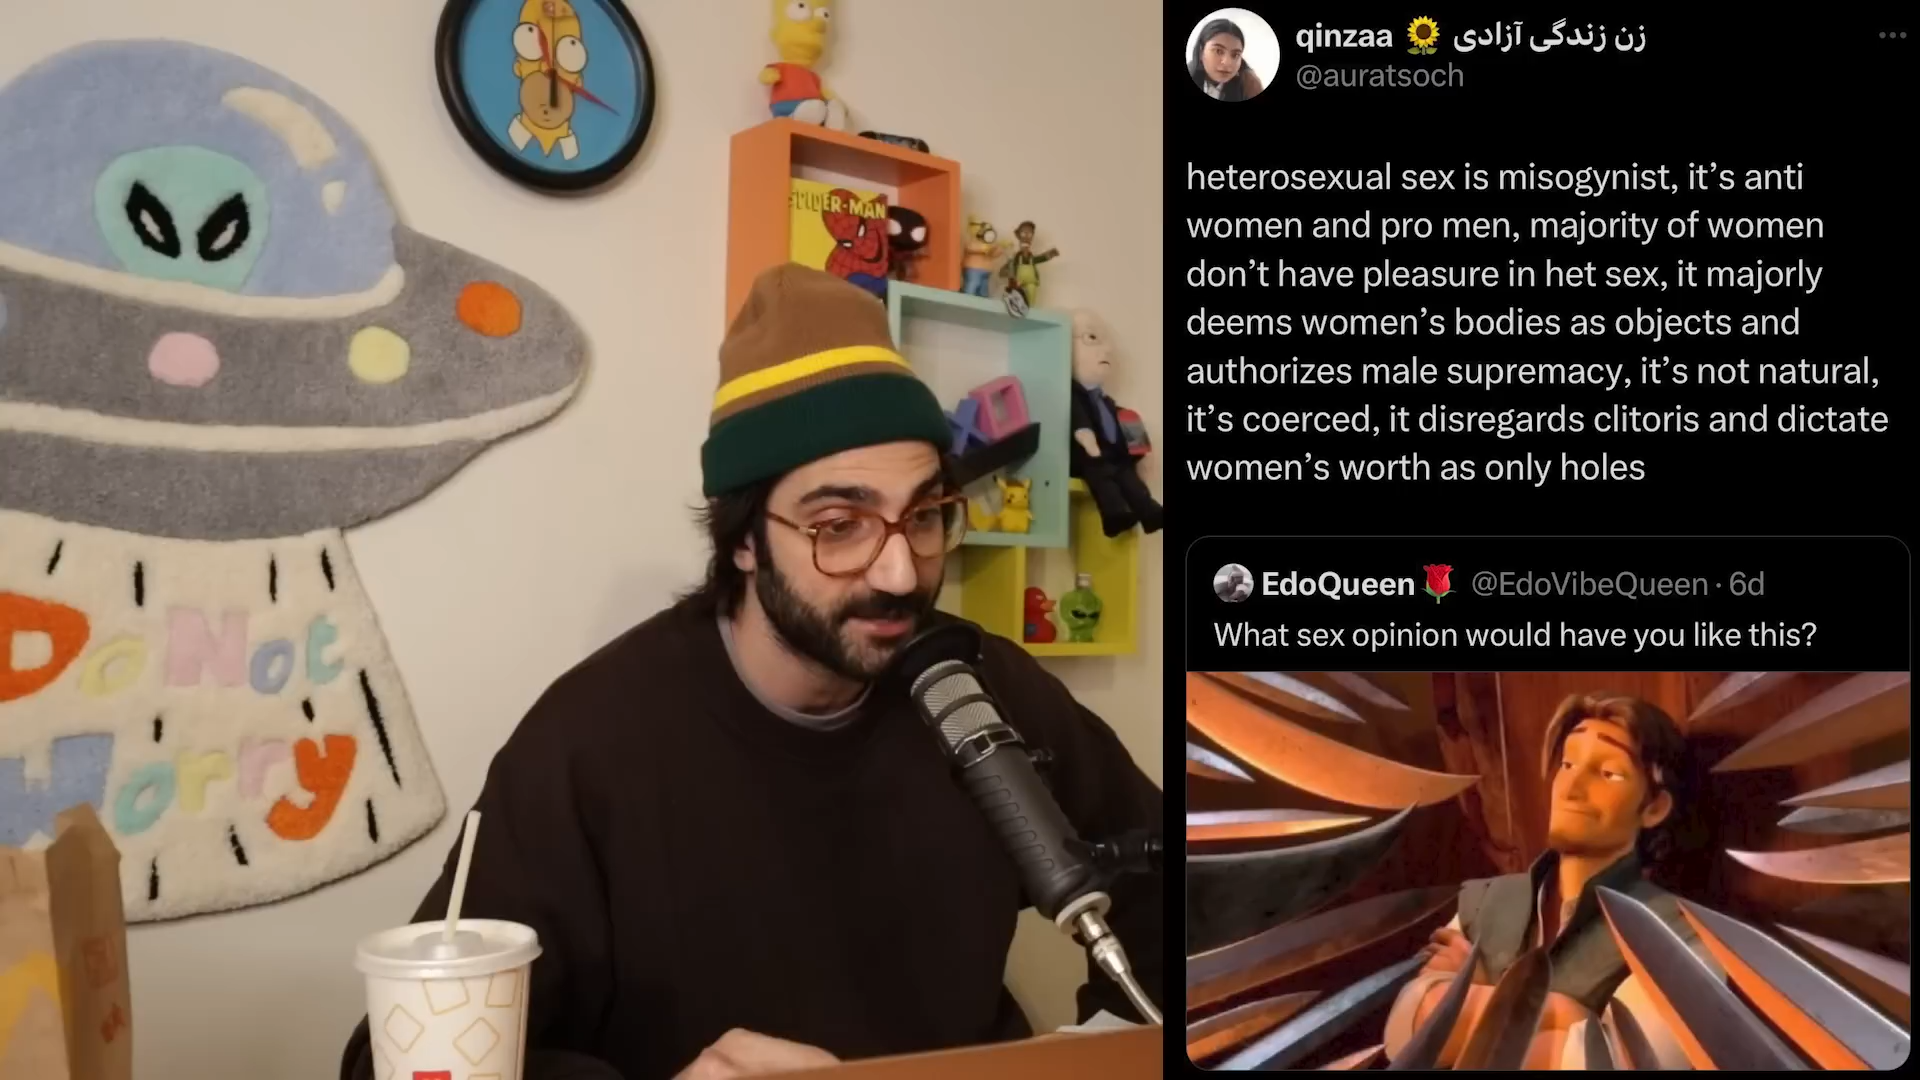 SPIDER-MAN
Do Not
Worry
qinzaa 🌻 زن زندگی آزادی
@auratsoch
heterosexual sex is misogynist, it’s anti
women and pro men, majority of women
don’t have pleasure in het sex, it majorly
deems women’s bodies as objects and
authorizes male supremacy, it’s not natural,
it’s coerced, it disregards clitoris and dictate
women’s worth as only holes
EdoQueen🌹 @EdoVibeQueen · 6d
What sex opinion would have you like this?